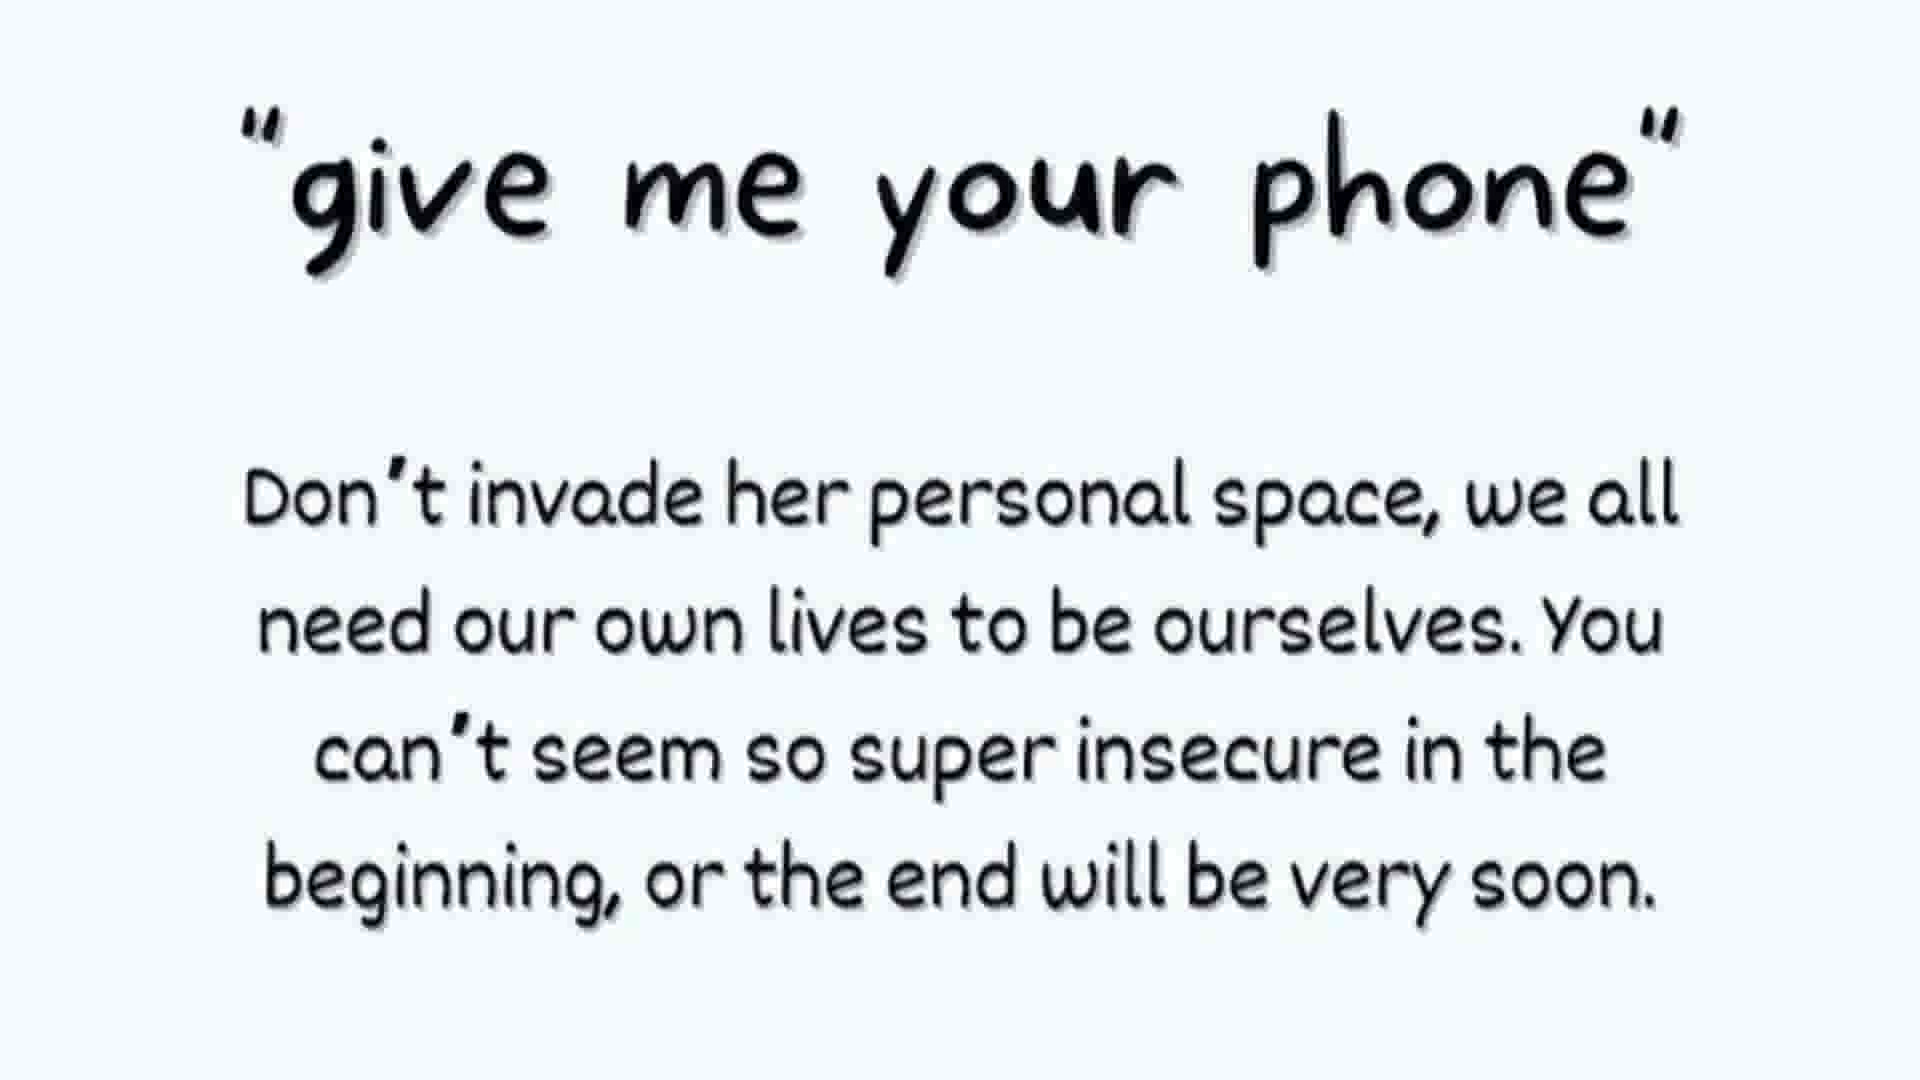 "give me your phone"
Don't invade her personal space, we all
need our own lives to be ourselves. You
can't seem so super insecure in the
beginning, or the end will be very soon.